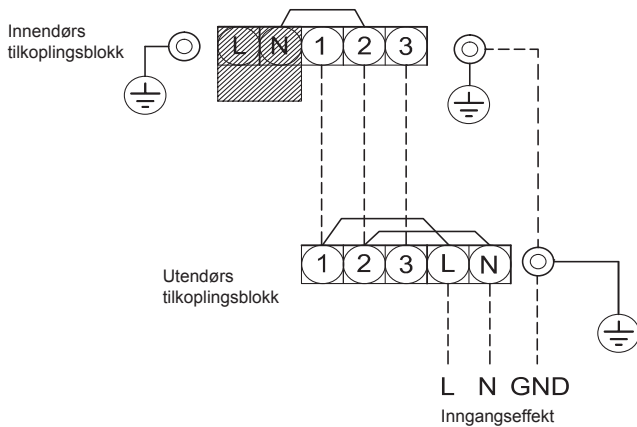 Innendørs
tilkoplingsblokk
L N 1 2 3
Utendørs
tilkoplingsblokk
1 2 3 L N
L N GND
Inngangseffekt